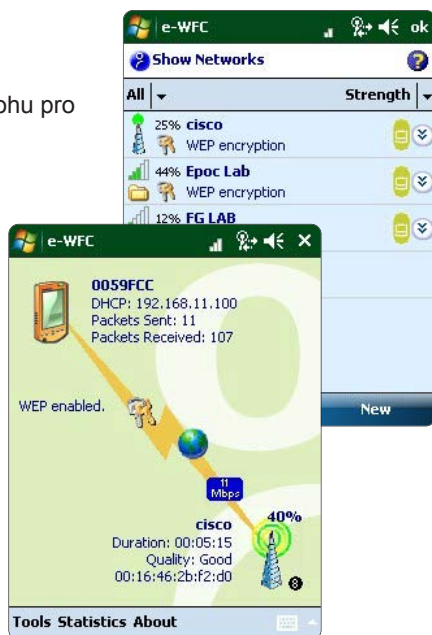 ohu pro
e-WFC ok
Show Networks
All Strength
25% cisco
WEP encryption
44% Epoc Lab
WEP encryption
12% FG LAB
New
e-WFC
0059FCC
DHCP: 192.168.11.100
Packets Sent: 11
Packets Received: 107
WEP enabled.
11
Mbps
40%
cisco
Duration: 00:05:15
Quality: Good
00:16:46:2b:f2:d0
8
Tools Statistics About